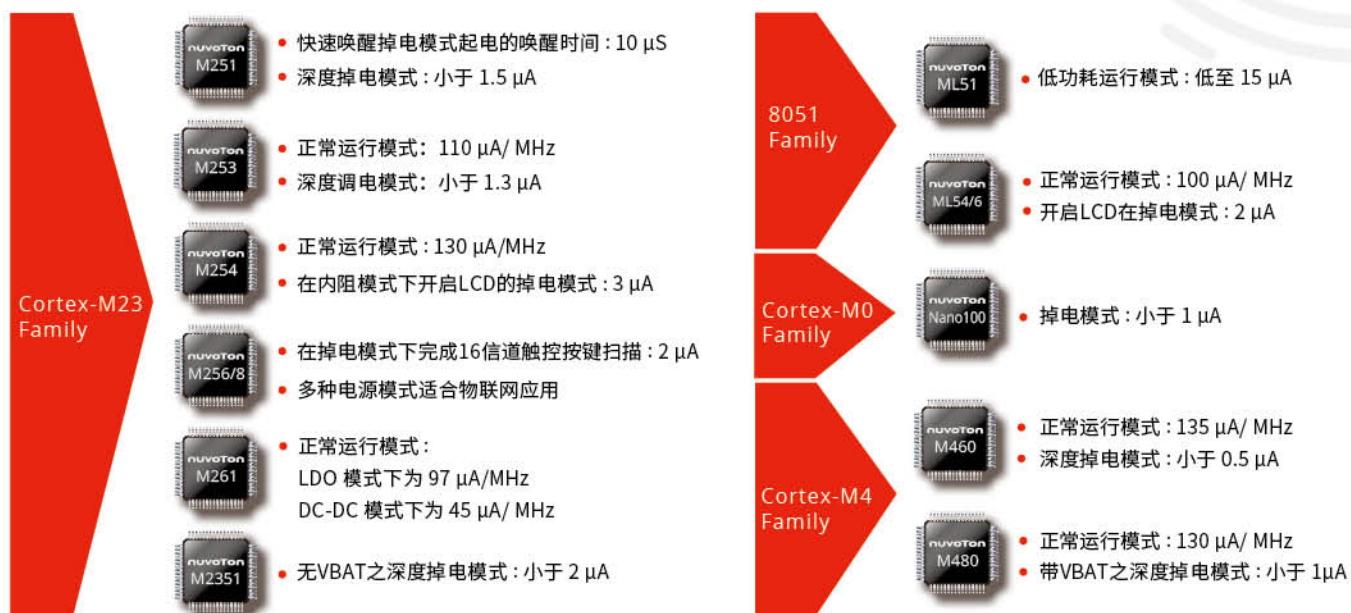 Cortex-M23
Family
nuvoTon
M251
快速唤醒掉电模式起电的唤醒时间：10 μS
深度掉电模式：小于 1.5 μA
nuvoTon
M253
正常运行模式：110 μA/ MHz
深度调电模式：小于 1.3 μA
nuvoTon
M254
正常运行模式：130 μA/MHz
在内阻模式下开启LCD的掉电模式：3 μA
nuvoTon
M256/8
在掉电模式下完成16信道触控按键扫描：2 μA
多种电源模式适合物联网应用
nuvoTon
M261
正常运行模式：
LDO 模式下为 97 μA/MHz
DC-DC 模式下为 45 μA/ MHz
nuvoTon
M2351
无VBAT之深度掉电模式：小于 2 μA
8051
Family
nuvoTon
ML51
低功耗运行模式：低至 15 μA
nuvoTon
ML54/6
正常运行模式：100 μA/ MHz
开启LCD在掉电模式：2 μA
Cortex-M0
Family
nuvoTon
Nano100
掉电模式：小于 1 μA
Cortex-M4
Family
nuvoTon
M460
正常运行模式：135 μA/ MHz
深度掉电模式：小于 0.5 μA
nuvoTon
M480
正常运行模式：130 μA/ MHz
带VBAT之深度掉电模式：小于 1μA